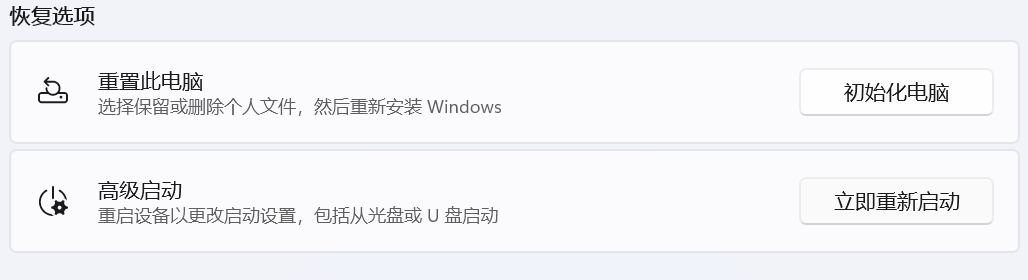 恢复选项
重置此电脑
选择保留或删除个人文件，然后重新安装 Windows
初始化电脑
高级启动
重启设备以更改启动设置，包括从光盘或 U 盘启动
立即重新启动